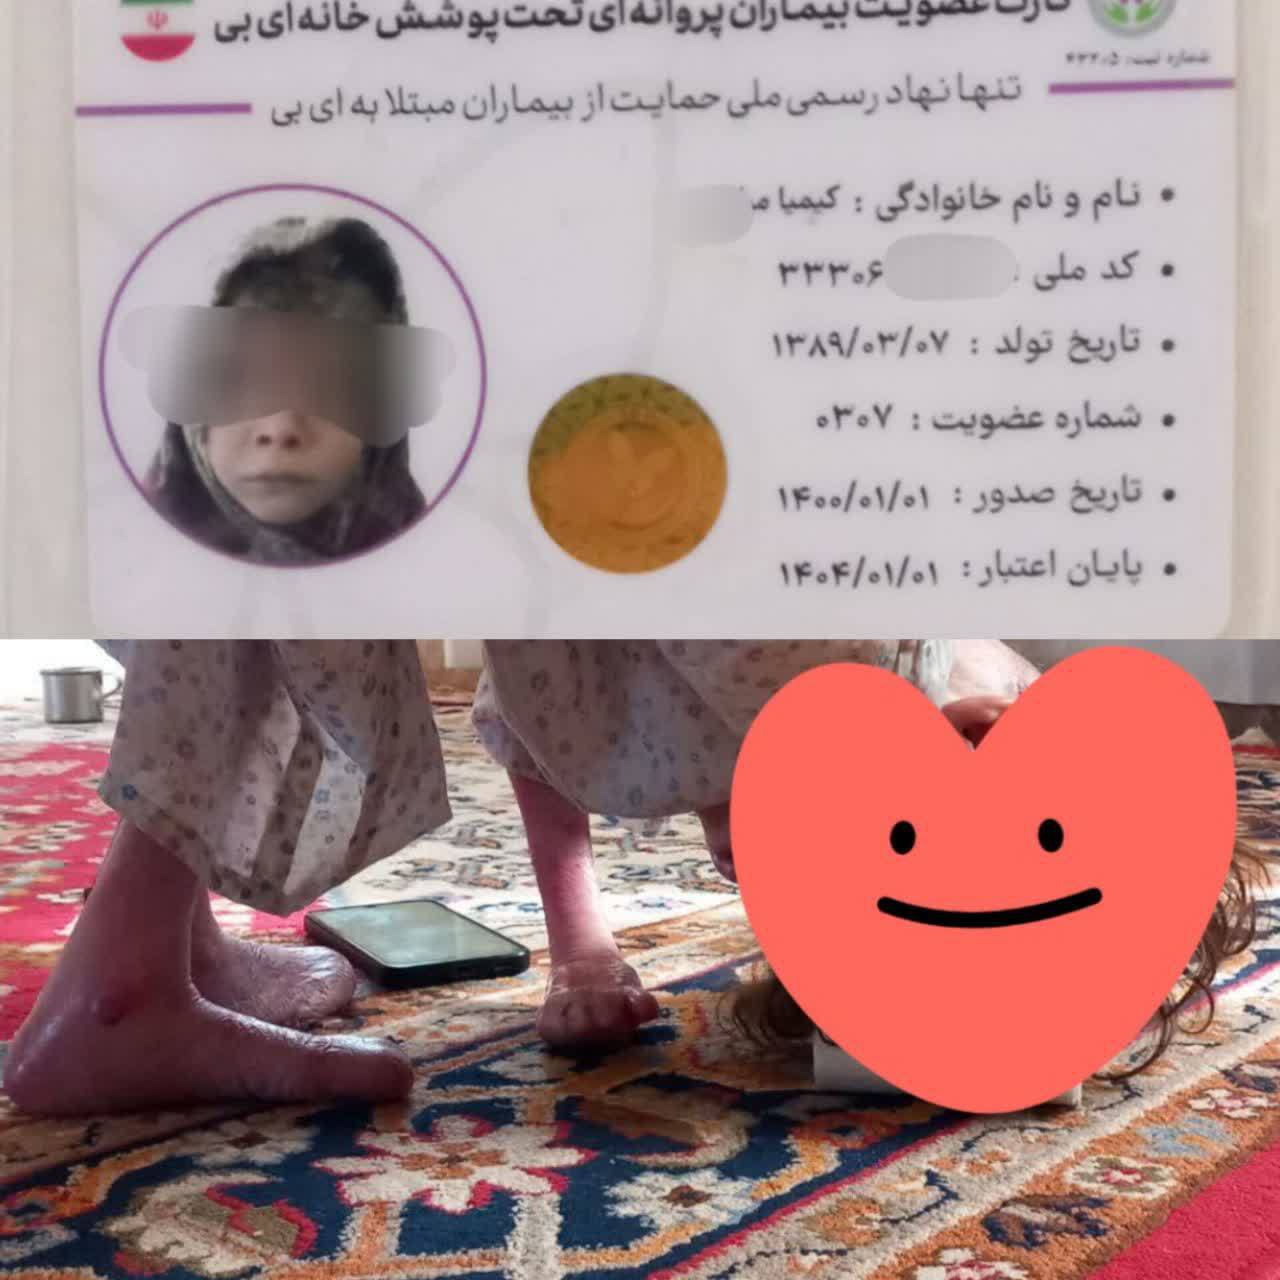 کارت عضویت بیماران پروانه ای تحت پوشش خانه ای بی
شماره ثبت: ۴۳۲۰۵
تنها نهاد رسمی ملی حمایت از بیماران مبتلا به ای بی
نام و نام خانوادگی : کیمیا
کد ملی : ۳۳۳۰۶
تاریخ تولد : ۱۳۸۹/۰۳/۰۷
شماره عضویت : ۰۳۰۷
تاریخ صدور : ۱۴۰۰/۰۱/۰۱
پایان اعتبار : ۱۴۰۴/۰۱/۰۱